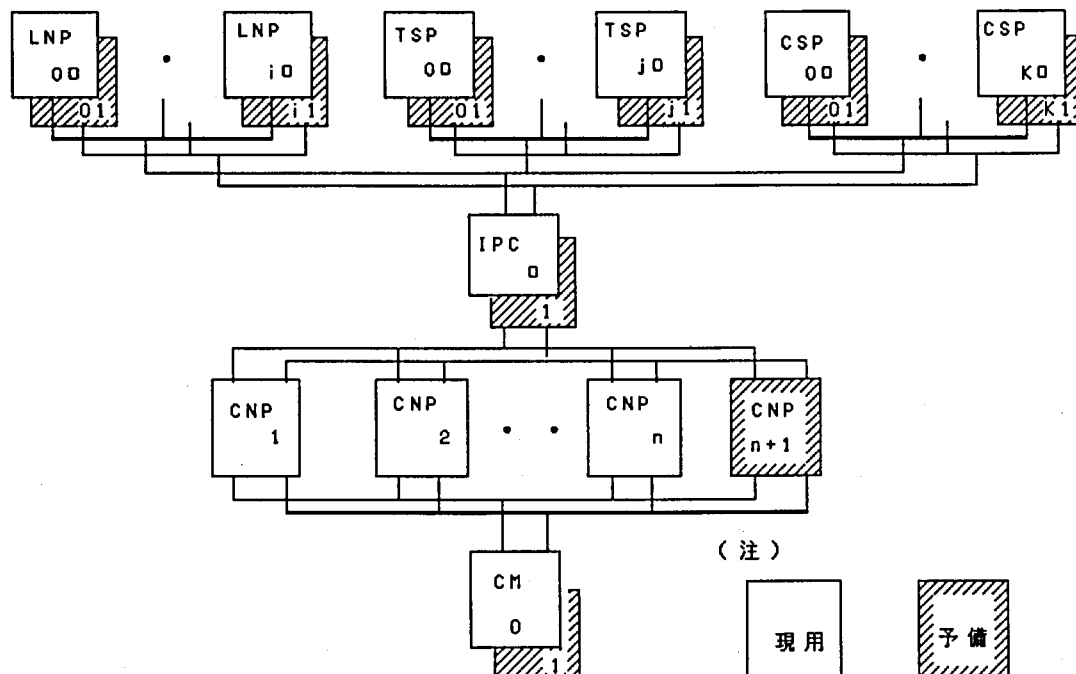 LNP
00
01
LNP
i0
i1
TSP
00
01
TSP
j0
j1
CSP
00
01
CSP
K0
K1
IPC
0
1
CNP
1
CNP
2
CNP
n
CNP
n+1
CM
0
1
(注)
現用
予備